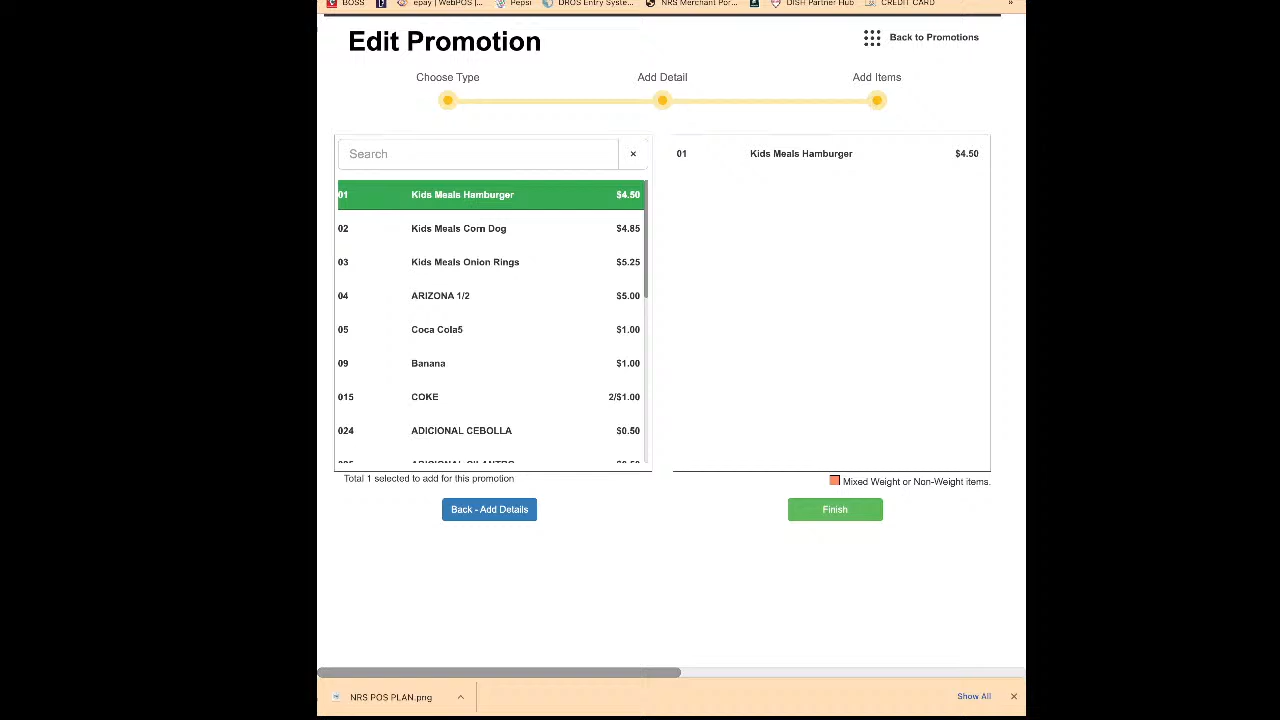 BOSS epay | WebPOS |... Pepsi DROS Entry Syste... NRS Merchant Por... DISH Partner Hub CREDIT CARD »
Edit Promotion
Back to Promotions
Choose Type Add Detail Add Items
Search ×
01 Kids Meals Hamburger $4.50
02 Kids Meals Corn Dog $4.85
03 Kids Meals Onion Rings $5.25
04 ARIZONA 1/2 $5.00
05 Coca Cola5 $1.00
09 Banana $1.00
015 COKE 2/$1.00
024 ADICIONAL CEBOLLA $0.50
ADICIONAL CILANTRO
Total 1 selected to add for this promotion
Back - Add Details
01 Kids Meals Hamburger $4.50
Mixed Weight or Non-Weight items.
Finish
NRS POS PLAN.png
Show All ×